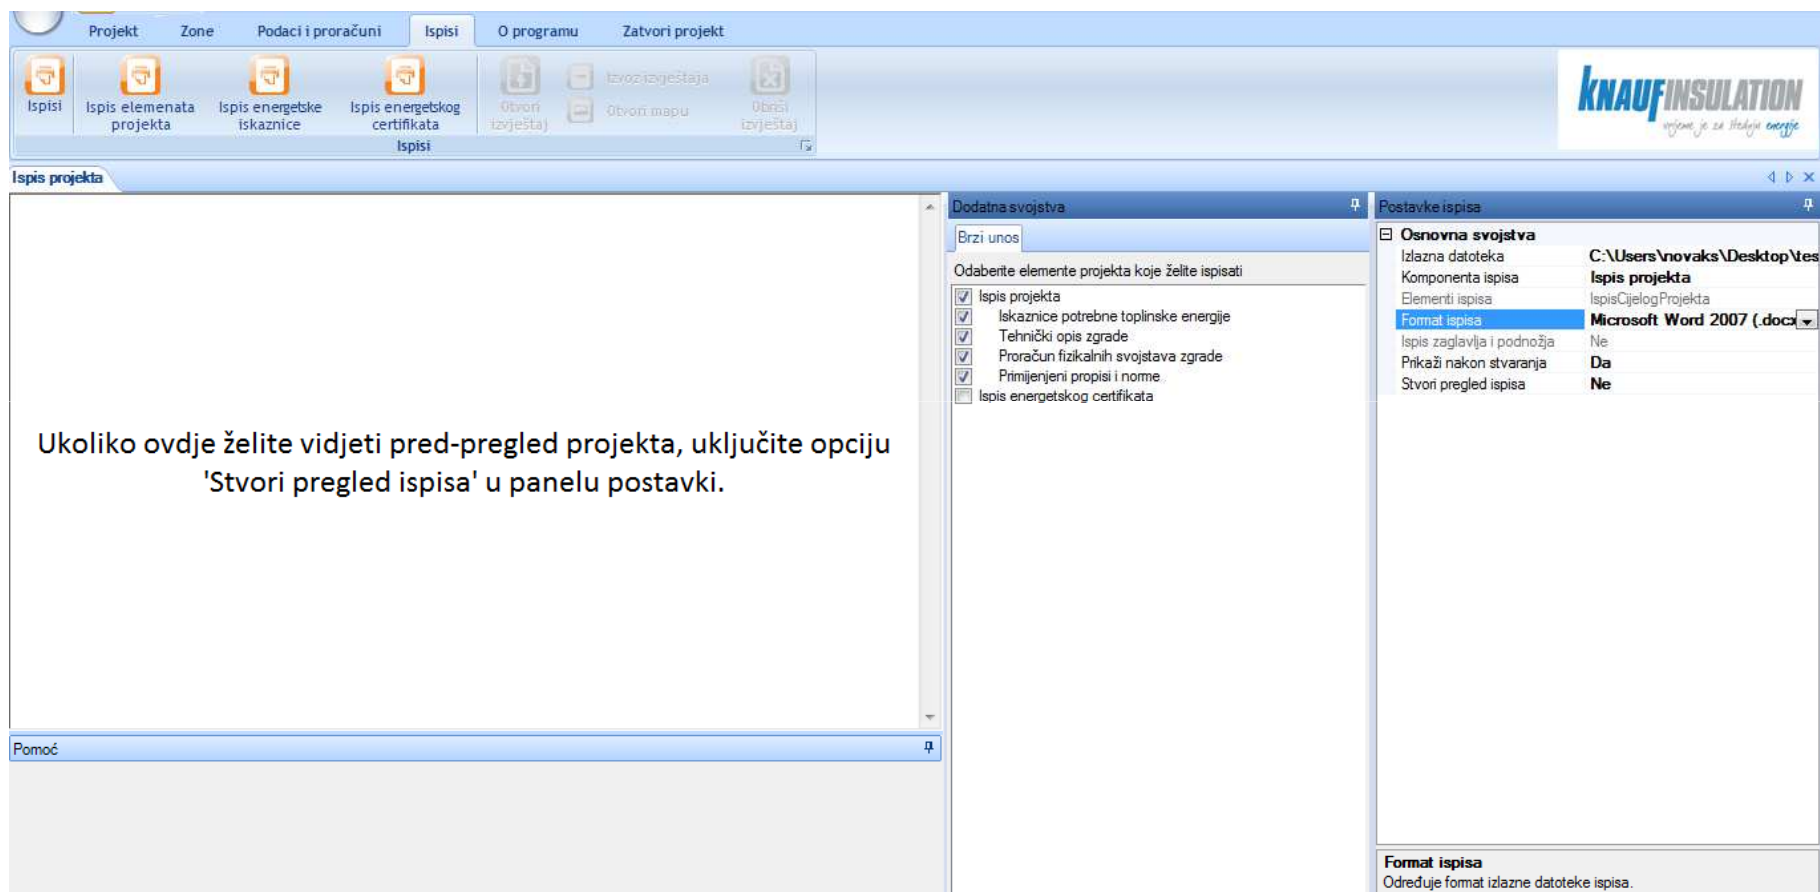 Projekt Zone Podaci i proračuni Ispisi O programu Zatvori projekt
Ispisi
Ispis elemenata
projekta
Ispis energetske
iskaznice
Ispis energetskog
certifikata
Otvori
izvještaj
Izvoz izvještaja
Otvori mapu
Obriši
izvještaj
Ispisi
KNAUFINSULATION
vrijeme je za štednju energije
Ispis projekta
Ukoliko ovdje želite vidjeti pred-pregled projekta, uključite opciju
'Stvori pregled ispisa' u panelu postavki.
Pomoć
Dodatna svojstva
Brzi unos
Odaberite elemente projekta koje želite ispisati
Ispis projekta
Iskaznice potrebne toplinske energije
Tehnički opis zgrade
Proračun fizikalnih svojstava zgrade
Primijenjeni propisi i norme
Ispis energetskog certifikata
Postavke ispisa
Osnovna svojstva
Izlazna datoteka C:\Users\novaks\Desktop\tes
Komponenta ispisa Ispis projekta
Elementi ispisa IspisCijelogProjekta
Format ispisa Microsoft Word 2007 (.docx
Ispis zaglavlja i podnožja Ne
Prikaži nakon stvaranja Da
Stvori pregled ispisa Ne
Format ispisa
Određuje format izlazne datoteke ispisa.